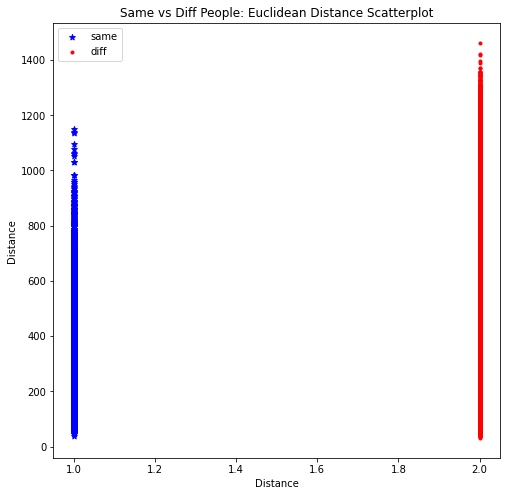 Same vs Diff People: Euclidean Distance Scatterplot
same
diff
1400
1200
1000
800
600
400
200
0
Distance
1.0 1.2 1.4 1.6 1.8 2.0
Distance